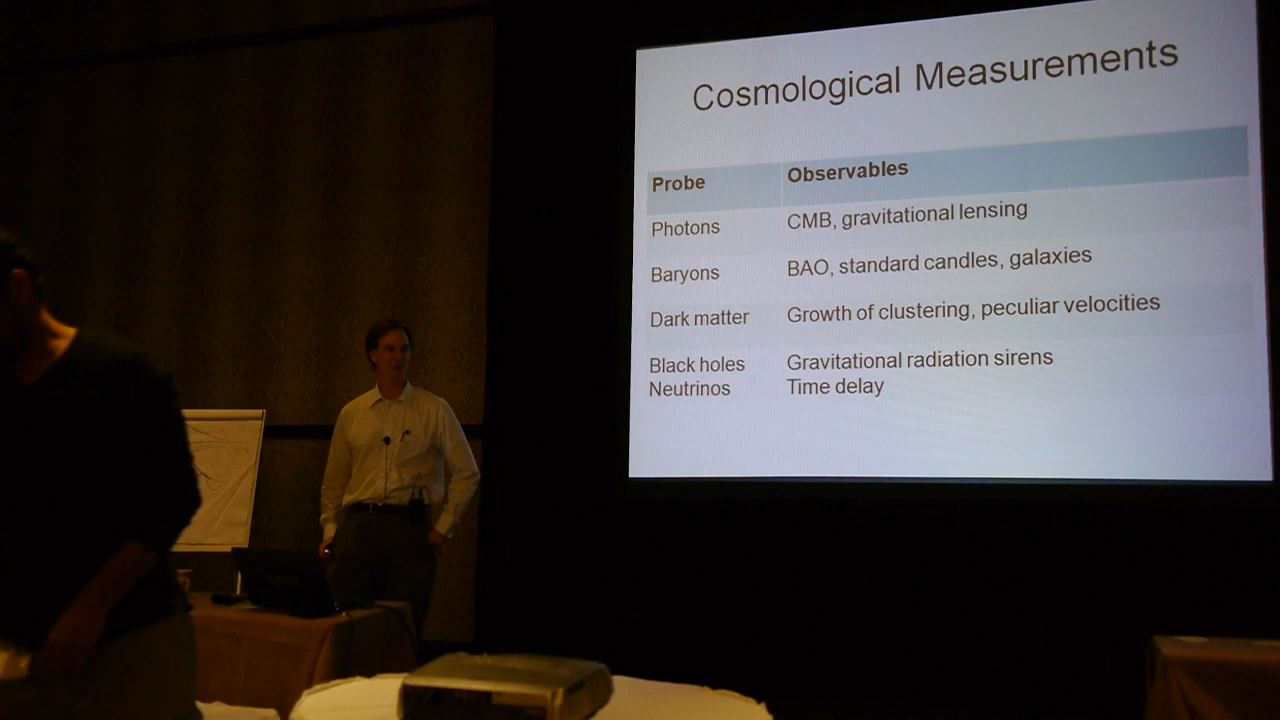 Cosmological Measurements
Probe Observables
Photons CMB, gravitational lensing
Baryons BAO, standard candles, galaxies
Dark matter Growth of clustering, peculiar velocities
Black holes Gravitational radiation sirens
Neutrinos Time delay